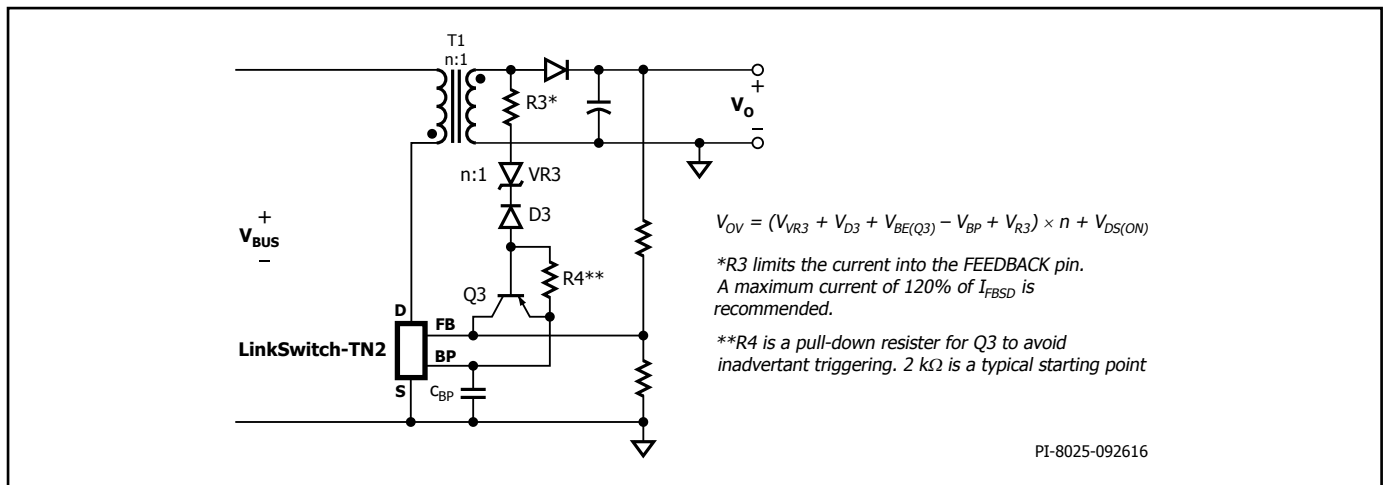 T1
n:1
R3*
+
V_O
−
n:1
VR3
D3
+
V_BUS
−
R4**
Q3
D
FB
LinkSwitch-TN2
BP
S
C_BP
V_OV = (V_VR3 + V_D3 + V_BE(Q3) − V_BP + V_R3) × n + V_DS(ON)
*R3 limits the current into the FEEDBACK pin.
A maximum current of 120% of I_FBSD is
recommended.
**R4 is a pull-down resister for Q3 to avoid
inadvertant triggering. 2 kΩ is a typical starting point
PI-8025-092616